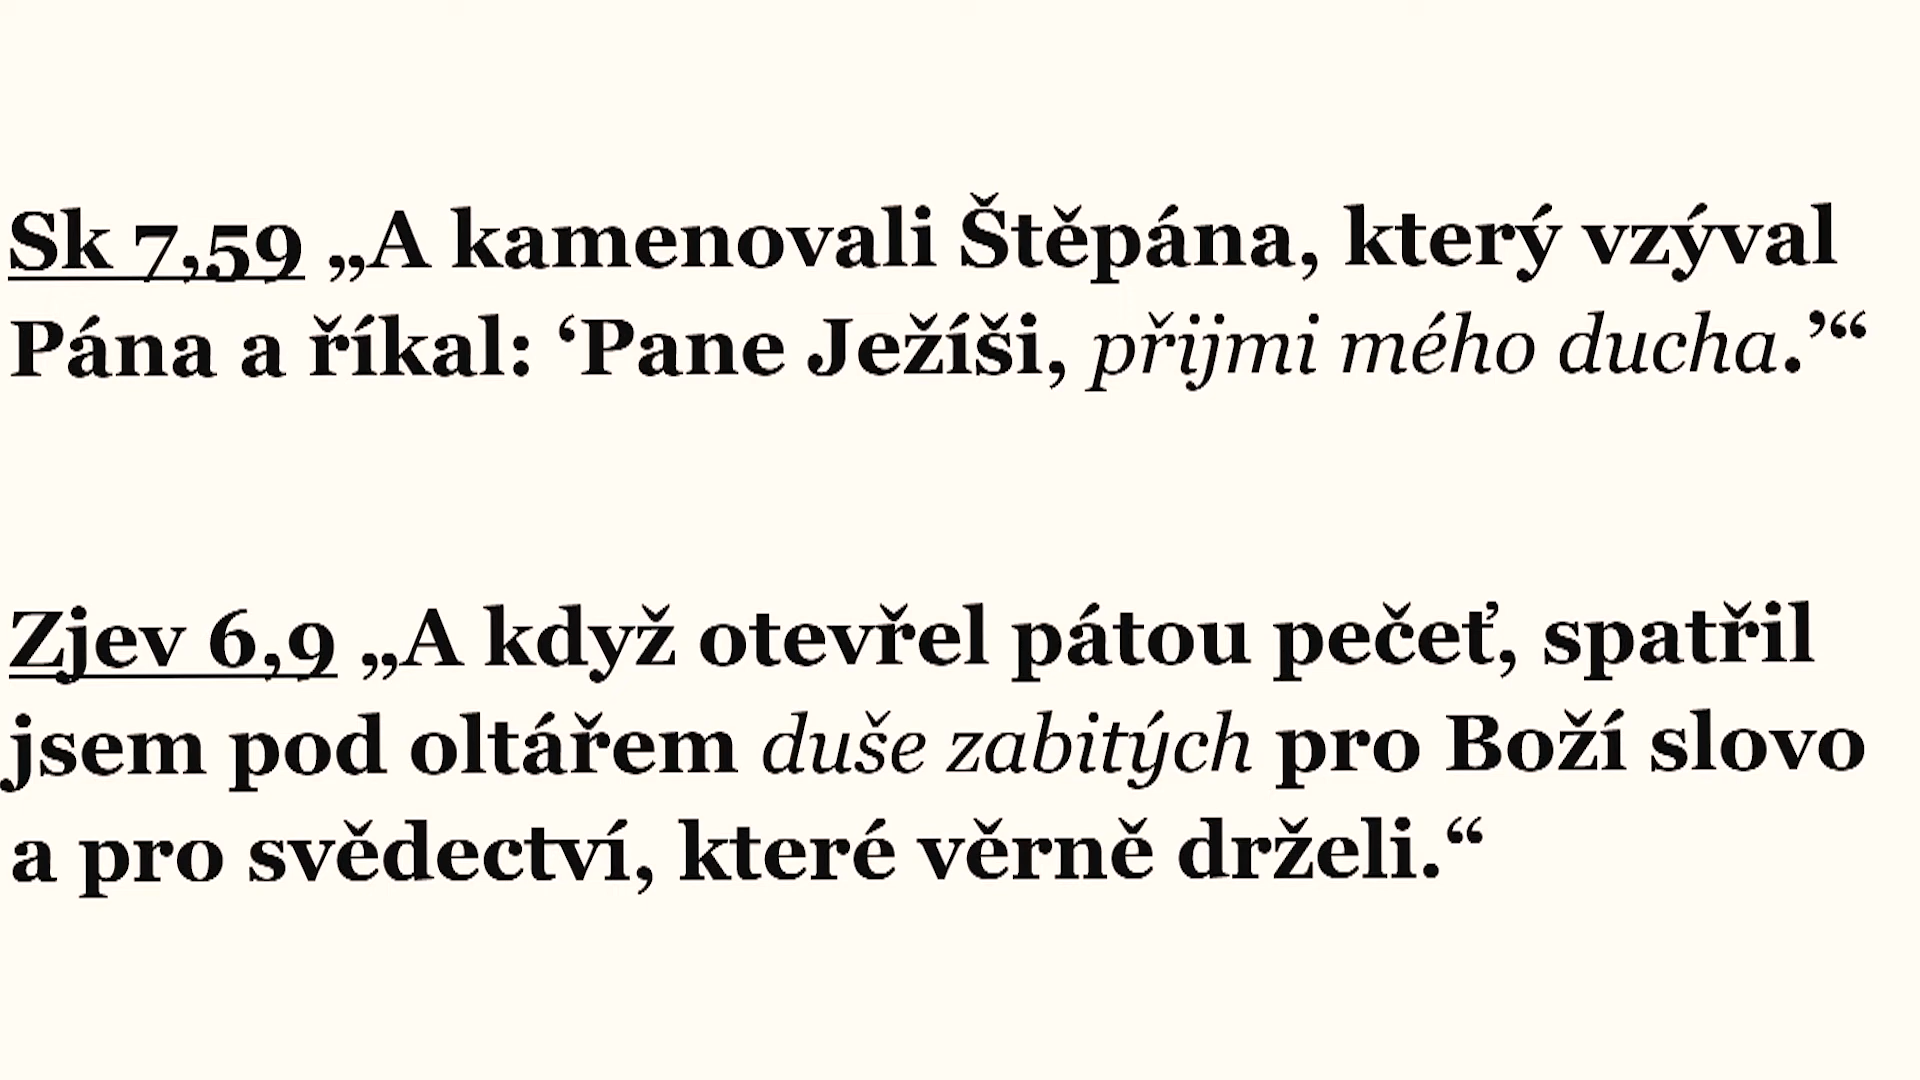 Sk 7,59 „A kamenovali Štěpána, který vzýval
Pána a říkal: ‘Pane Ježíši, přijmi mého ducha.’“
Zjev 6,9 „A když otevřel pátou pečeť, spatřil
jsem pod oltářem duše zabitých pro Boží slovo
a pro svědectví, které věrně drželi.“